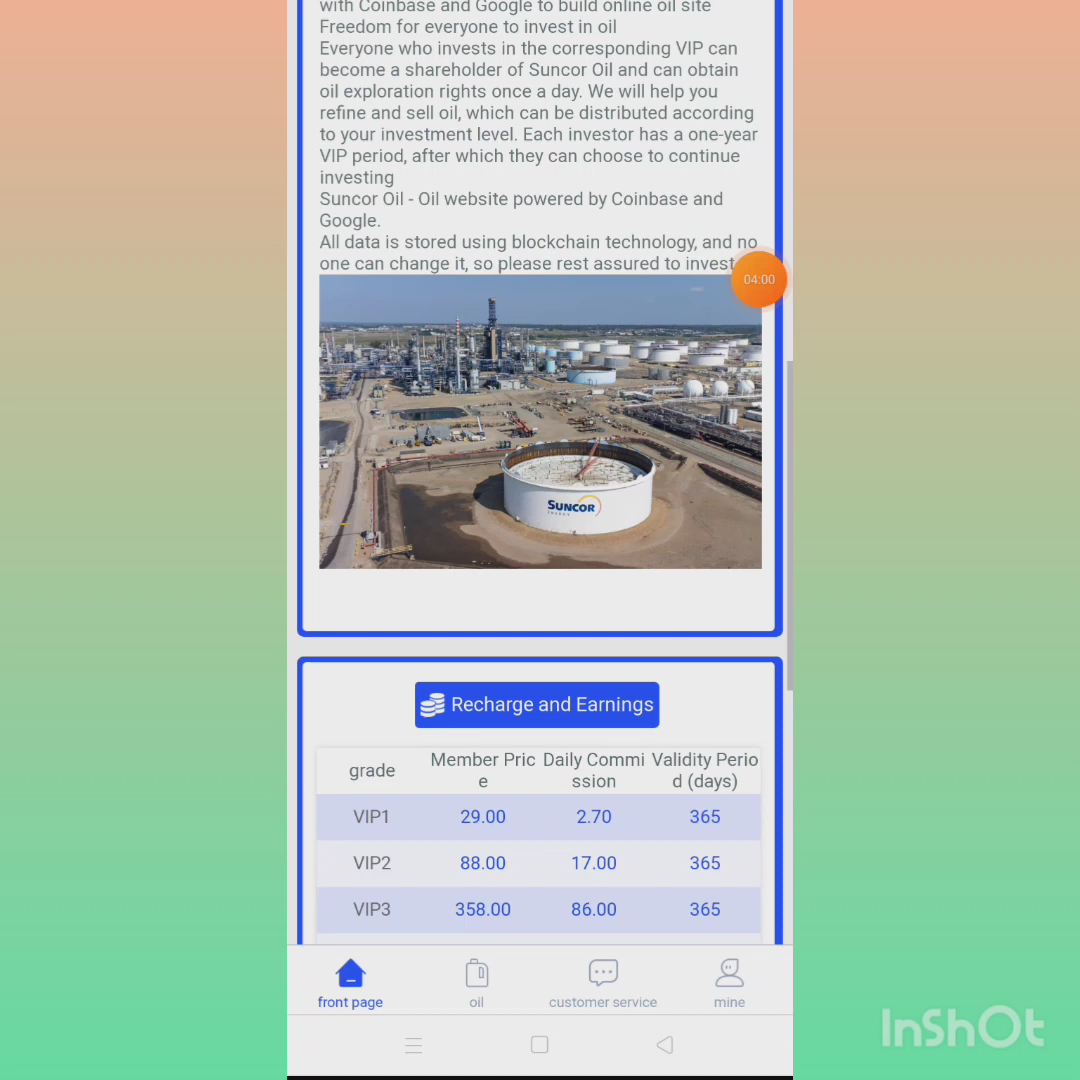 with Coinbase and Google to build online oil site
Freedom for everyone to invest in oil
Everyone who invests in the corresponding VIP can
become a shareholder of Suncor Oil and can obtain
oil exploration rights once a day. We will help you
refine and sell oil, which can be distributed according
to your investment level. Each investor has a one-year
VIP period, after which they can choose to continue
investing
Suncor Oil - Oil website powered by Coinbase and
Google.
All data is stored using blockchain technology, and no
one can change it, so please rest assured to invest
04:00
SUNCOR
ENERGY
Recharge and Earnings
grade
Member Pric
e
Daily Commi
ssion
Validity Perio
d (days)
VIP1 29.00 2.70 365
VIP2 88.00 17.00 365
VIP3 358.00 86.00 365
front page oil customer service mine
InShOt